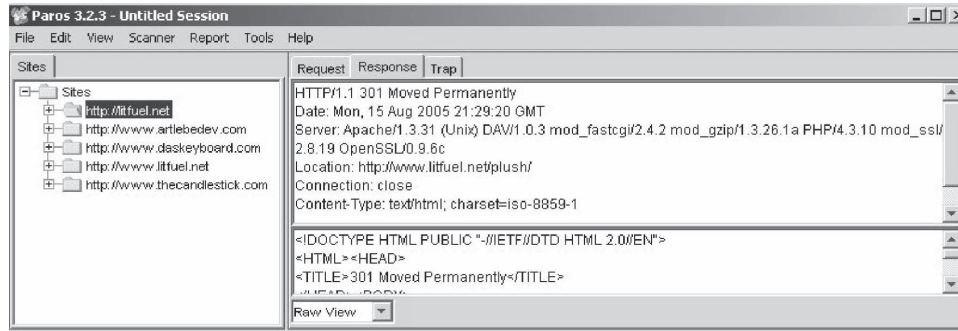 Paros 3.2.3 - Untitled Session
File Edit View Scanner Report Tools Help
Sites
Sites
http://litfuel.net
http://www.artlebedev.com
http://www.daskeyboard.com
http://www.litfuel.net
http://www.thecandlestick.com
Request Response Trap
HTTP/1.1 301 Moved Permanently
Date: Mon, 15 Aug 2005 21:29:20 GMT
Server: Apache/1.3.31 (Unix) DAV/1.0.3 mod_fastcgi/2.4.2 mod_gzip/1.3.26.1a PHP/4.3.10 mod_ssl/
2.8.19 OpenSSL/0.9.6c
Location: http://www.litfuel.net/plush/
Connection: close
Content-Type: text/html; charset=iso-8859-1
<!DOCTYPE HTML PUBLIC "-//IETF//DTD HTML 2.0//EN">
<HTML><HEAD>
<TITLE>301 Moved Permanently</TITLE>
</HEAD><BODY>
Raw View